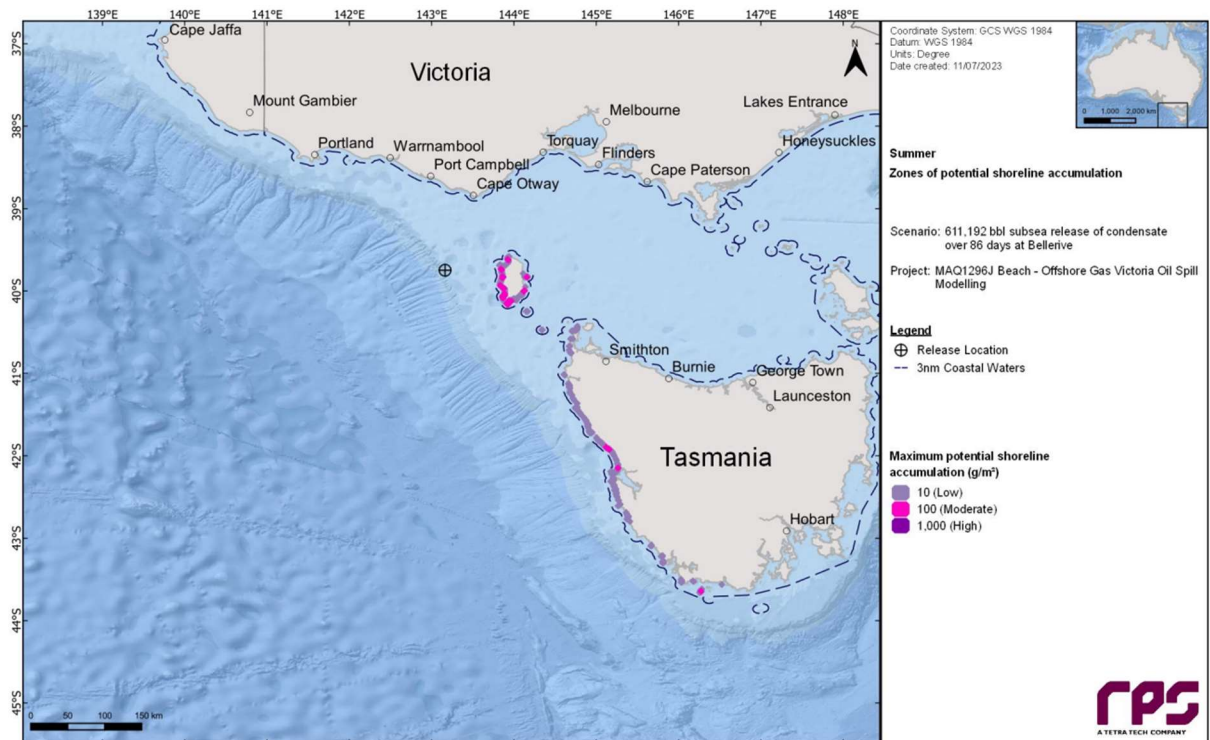 139°E 140°E 141°E 142°E 143°E 144°E 145°E 146°E 147°E 148°E
37°S
38°S
39°S
40°S
41°S
42°S
43°S
44°S
45°S
Cape Jaffa
Victoria
N
Mount Gambier
Melbourne
Lakes Entrance
Portland
Warrnambool
Torquay
Honeysuckles
Port Campbell
Flinders
Cape Otway
Cape Paterson
Smithton
Burnie
George Town
Launceston
Tasmania
Hobart
0 50 100 150 km
Coordinate System: GCS WGS 1984
Datum: WGS 1984
Units: Degree
Date created: 11/07/2023
0 1,000 2,000 km
Summer
Zones of potential shoreline accumulation
Scenario: 611,192 bbl subsea release of condensate
over 86 days at Bellerive
Project: MAQ1296J Beach - Offshore Gas Victoria Oil Spill
Modelling
Legend
Release Location
3nm Coastal Waters
Maximum potential shoreline
accumulation (g/m²)
10 (Low)
100 (Moderate)
1,000 (High)
rps
A TETRA TECH COMPANY